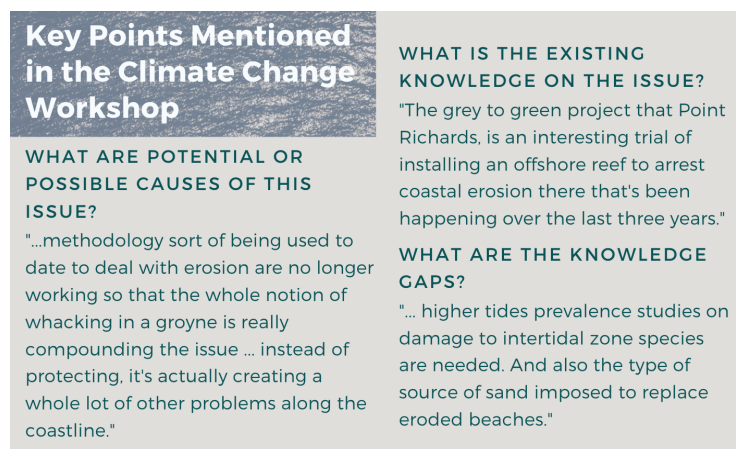 Key Points Mentioned
in the Climate Change
Workshop
WHAT ARE POTENTIAL OR
POSSIBLE CAUSES OF THIS
ISSUE?
"...methodology sort of being used to
date to deal with erosion are no longer
working so that the whole notion of
whacking in a groyne is really
compounding the issue ... instead of
protecting, it's actually creating a
whole lot of other problems along the
coastline."
WHAT IS THE EXISTING
KNOWLEDGE ON THE ISSUE?
"The grey to green project that Point
Richards, is an interesting trial of
installing an offshore reef to arrest
coastal erosion there that's been
happening over the last three years."
WHAT ARE THE KNOWLEDGE
GAPS?
"... higher tides prevalence studies on
damage to intertidal zone species
are needed. And also the type of
source of sand imposed to replace
eroded beaches."